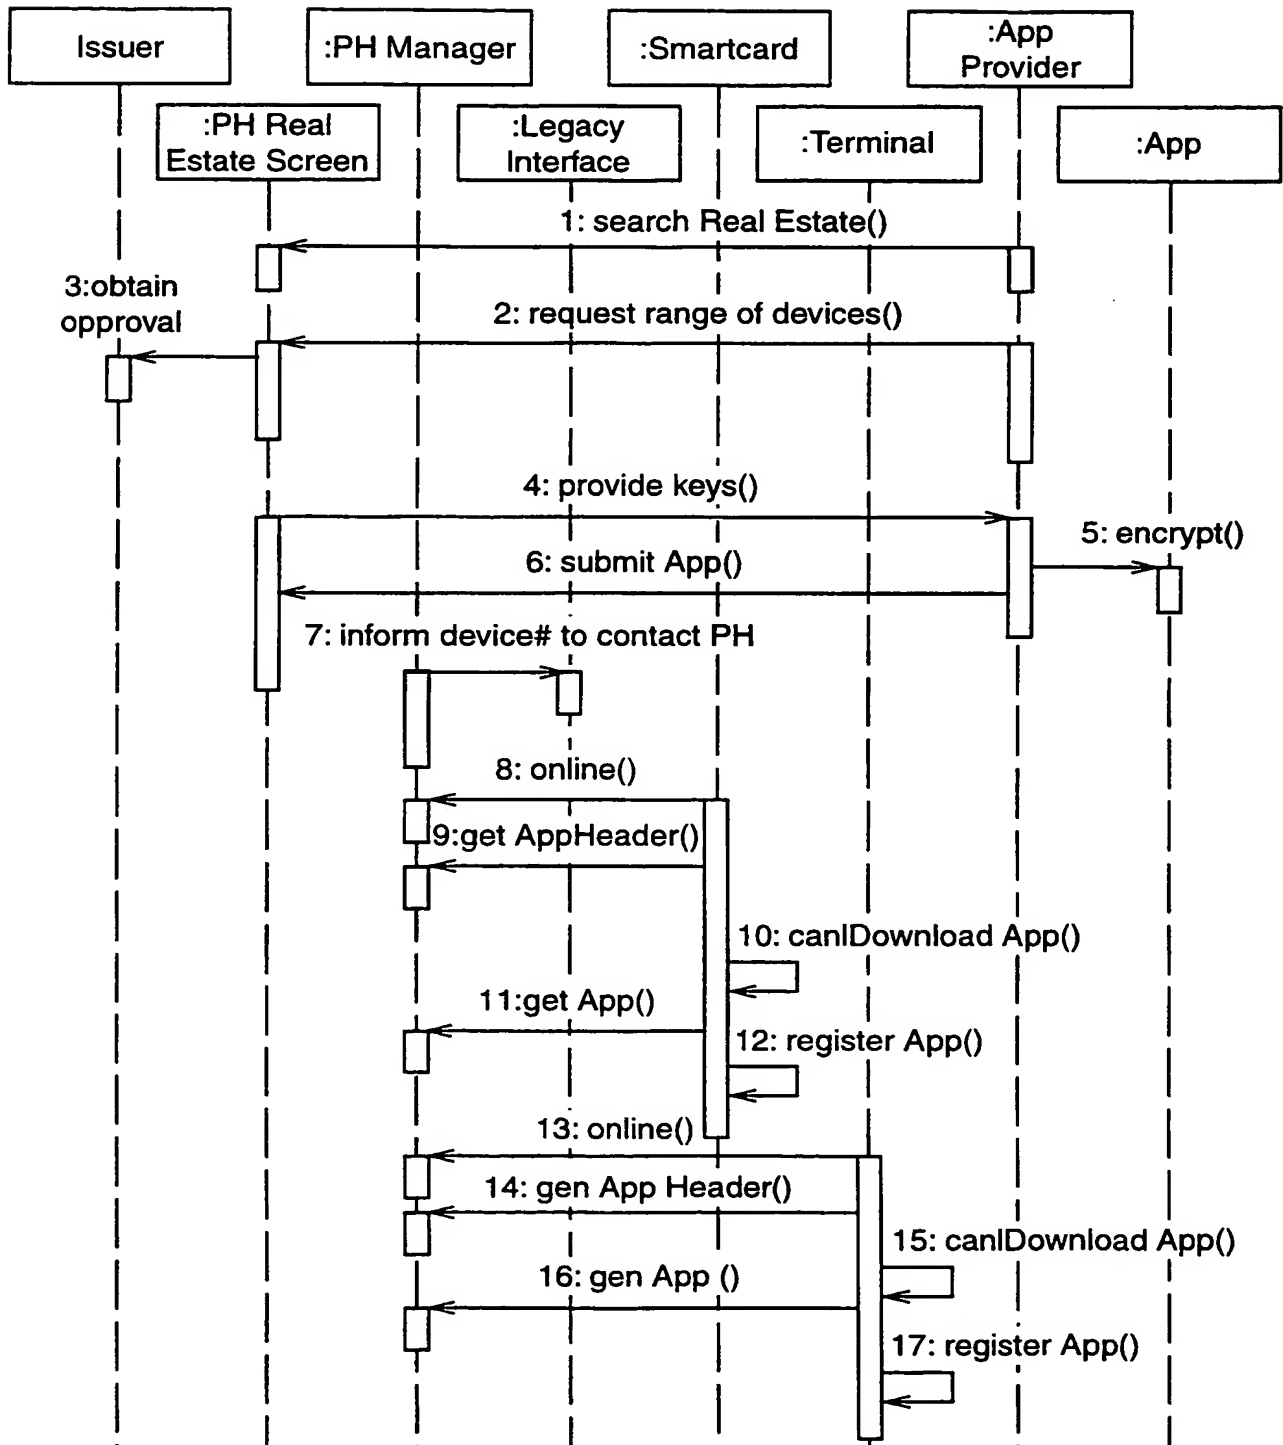 Issuer
:PH Manager
:Smartcard
:App
Provider
:PH Real
Estate Screen
:Legacy
Interface
:Terminal
:App
1: search Real Estate()
3:obtain
opproval
2: request range of devices()
4: provide keys()
5: encrypt()
6: submit App()
7: inform device# to contact PH
8: online()
9:get AppHeader()
10: canIDownload App()
11:get App()
12: register App()
13: online()
14: gen App Header()
15: canIDownload App()
16: gen App ()
17: register App()